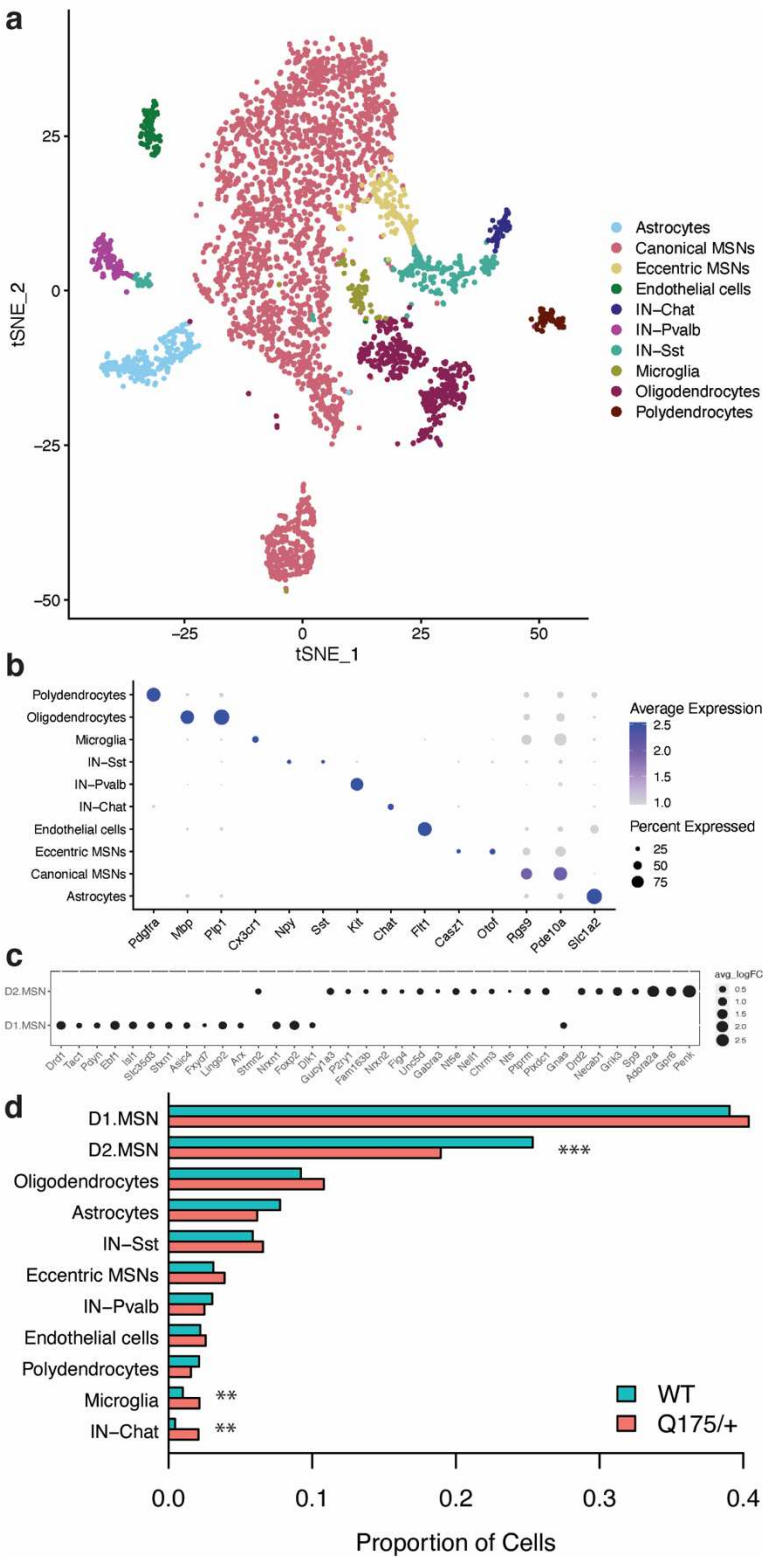 a
25
0
−25
−50
tSNE_2
−25
0
25
50
tSNE_1
Astrocytes
Canonical MSNs
Eccentric MSNs
Endothelial cells
IN−Chat
IN−Pvalb
IN−Sst
Microglia
Oligodendrocytes
Polydendrocytes
b
Polydendrocytes
Oligodendrocytes
Microglia
IN−Sst
IN−Pvalb
IN−Chat
Endothelial cells
Eccentric MSNs
Canonical MSNs
Astrocytes
Pdgfra
Mbp
Plp1
Cx3cr1
Npy
Sst
Kit
Chat
Flt1
Casz1
Otof
Rgs9
Pde10a
Slc1a2
Average Expression
2.5
2.0
1.5
1.0
Percent Expressed
25
50
75
c
D2.MSN
D1.MSN
Drd1
Tac1
Pdyn
Ebf1
Isl1
Slc35d3
Sfxn1
Asic4
Fxyd7
Lingo2
Arx
Stmn2
Nrxn1
Foxp2
Dlk1
Gucy1a3
P2ry1
Fam163b
Nrxn2
Fig4
Unc5d
Gabra3
Nt5e
Nell1
Chrm3
Nts
Ptprm
Plxdc1
Gnas
Drd2
Necab1
Grik3
Sp9
Adora2a
Gpr6
Penk
avg_logFC
0.5
1.0
1.5
2.0
2.5
d
D1.MSN
D2.MSN
***
Oligodendrocytes
Astrocytes
IN−Sst
Eccentric MSNs
IN−Pvalb
Endothelial cells
Polydendrocytes
Microglia
**
IN−Chat
**
WT
Q175/+
0.0
0.1
0.2
0.3
0.4
Proportion of Cells